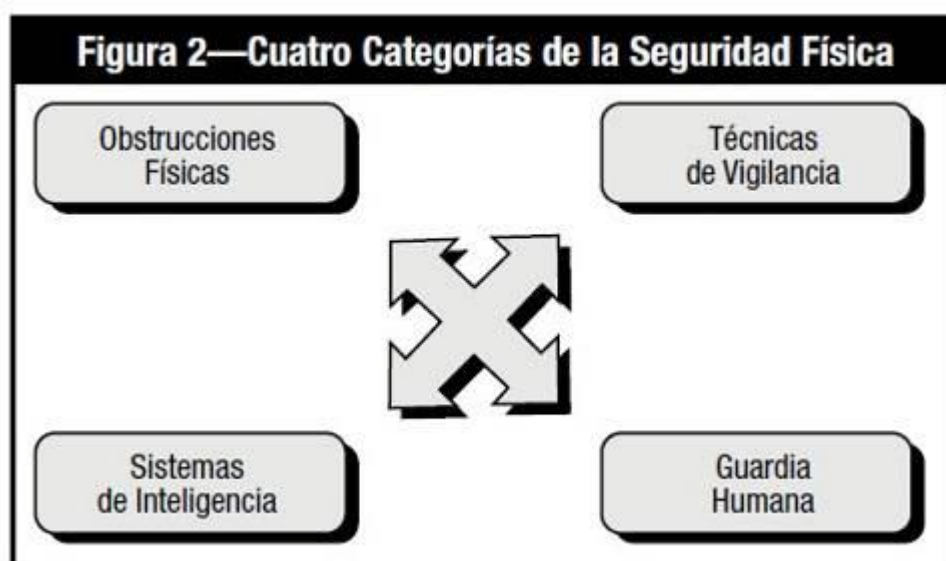 Figura 2—Cuatro Categorías de la Seguridad Física
Obstrucciones
Físicas
Técnicas
de Vigilancia
Sistemas
de Inteligencia
Guardia
Humana